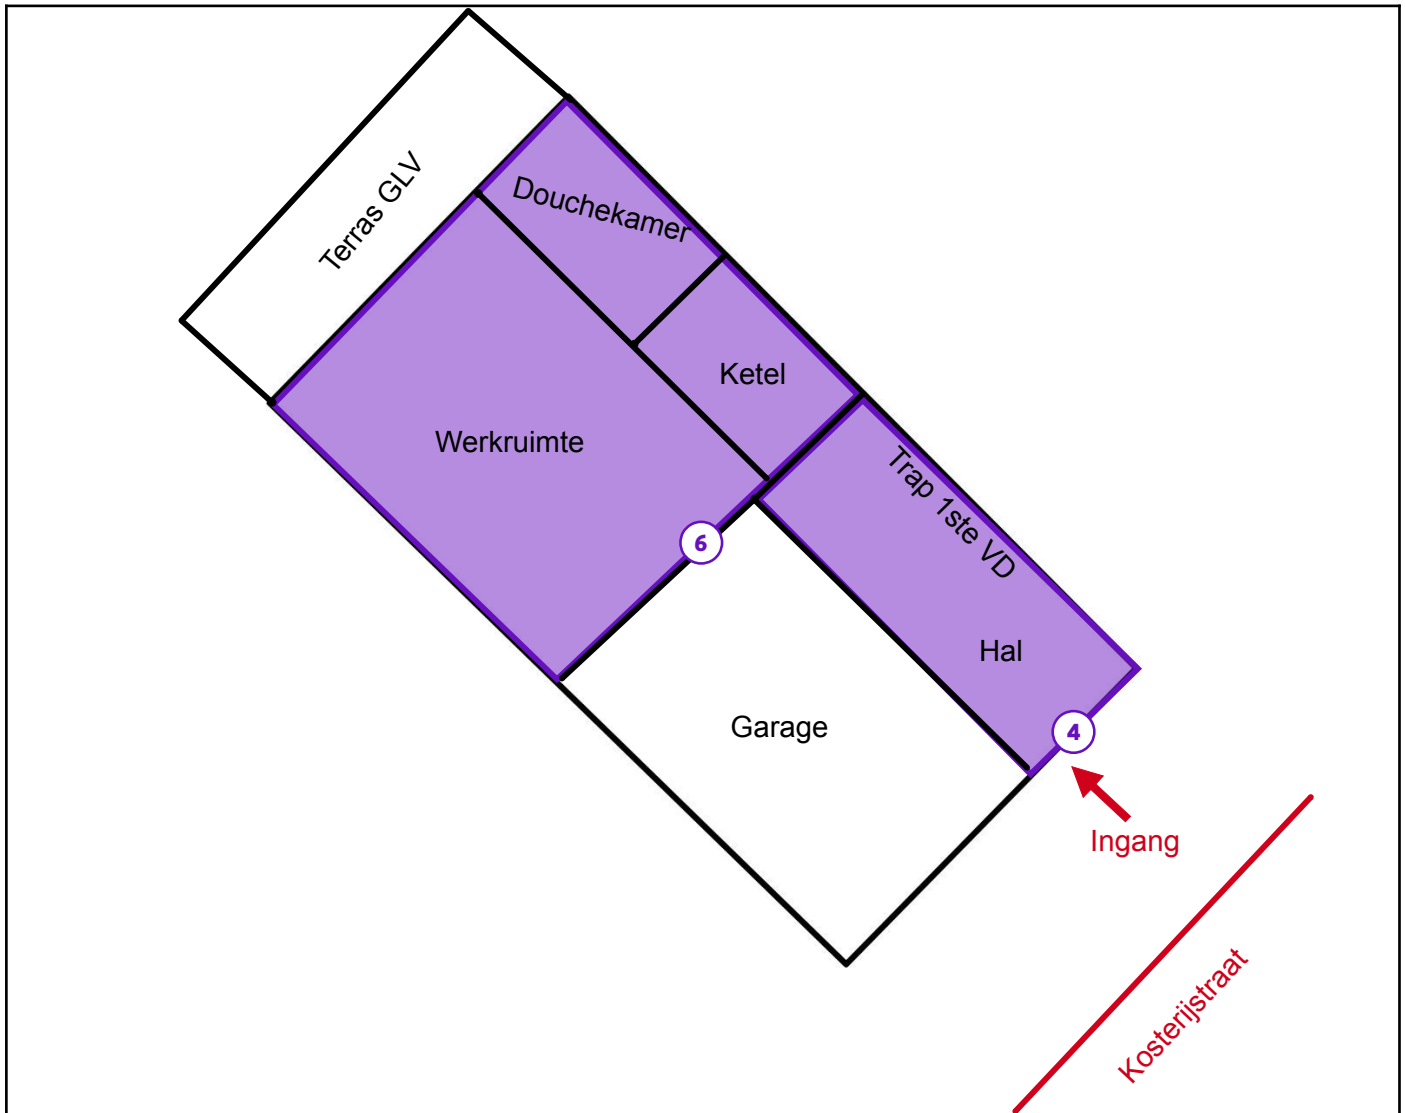 Terras GLV
Douchekamer
Ketel
Werkruimte
Trap 1ste VD
6
Hal
Garage
4
Ingang
Kosterijstraat